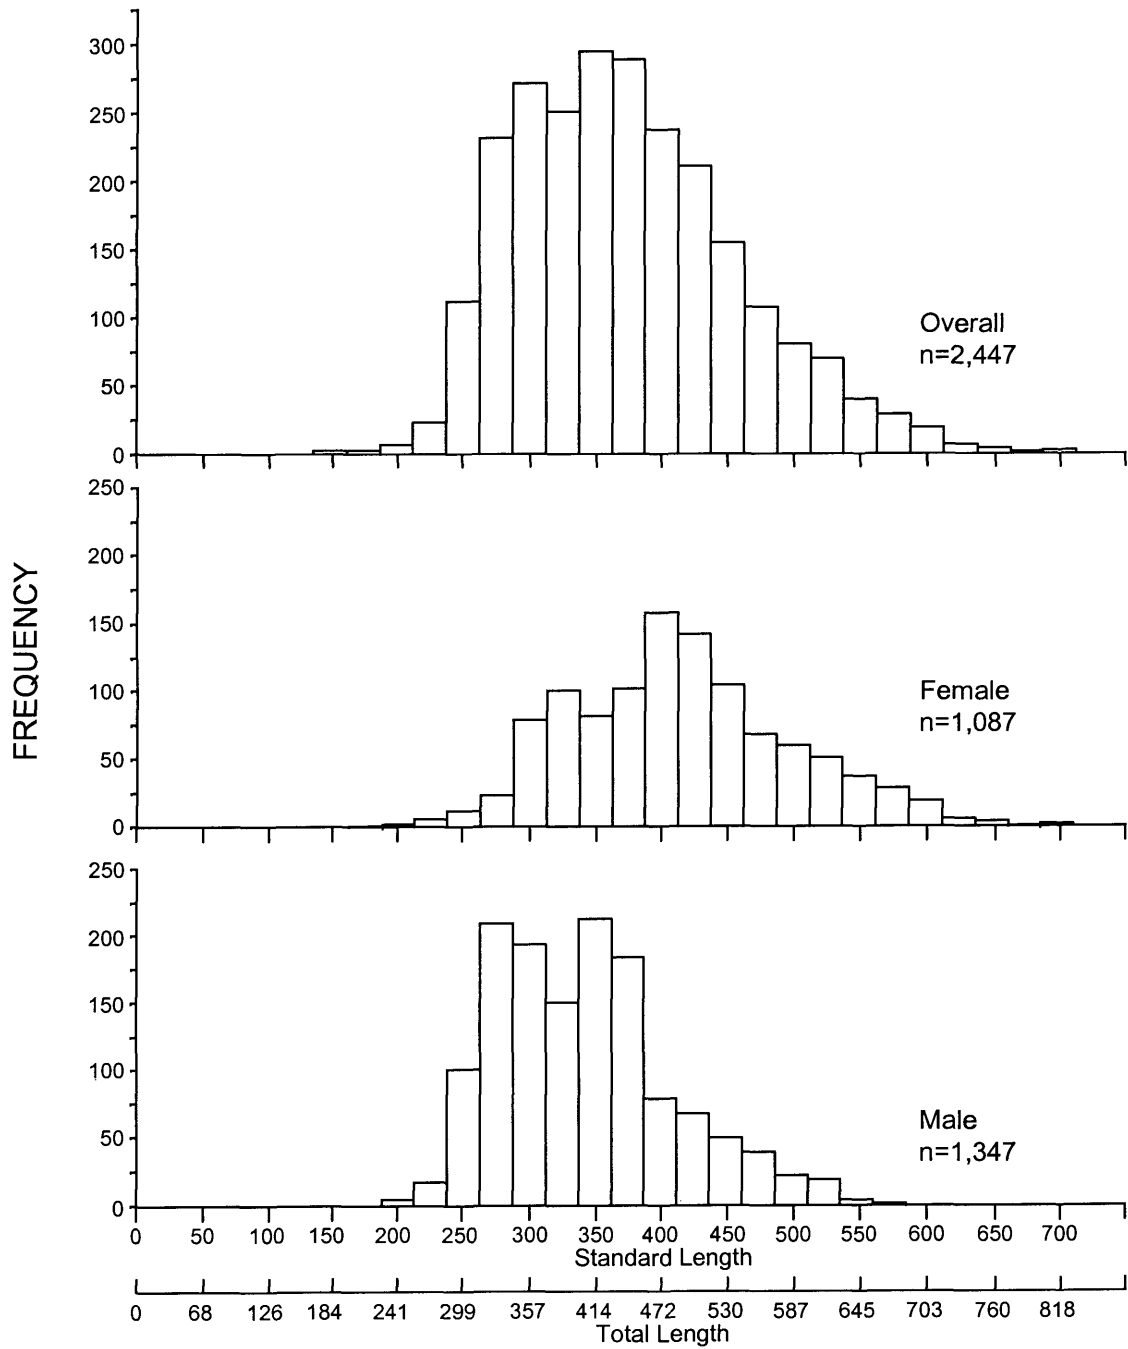 FREQUENCY
300
250
200
150
100
50
0
Overall
n=2,447
250
200
150
100
50
0
Female
n=1,087
250
200
150
100
50
0
Male
n=1,347
0 50 100 150 200 250 300 350 400 450 500 550 600 650 700
Standard Length
0 68 126 184 241 299 357 414 472 530 587 645 703 760 818
Total Length